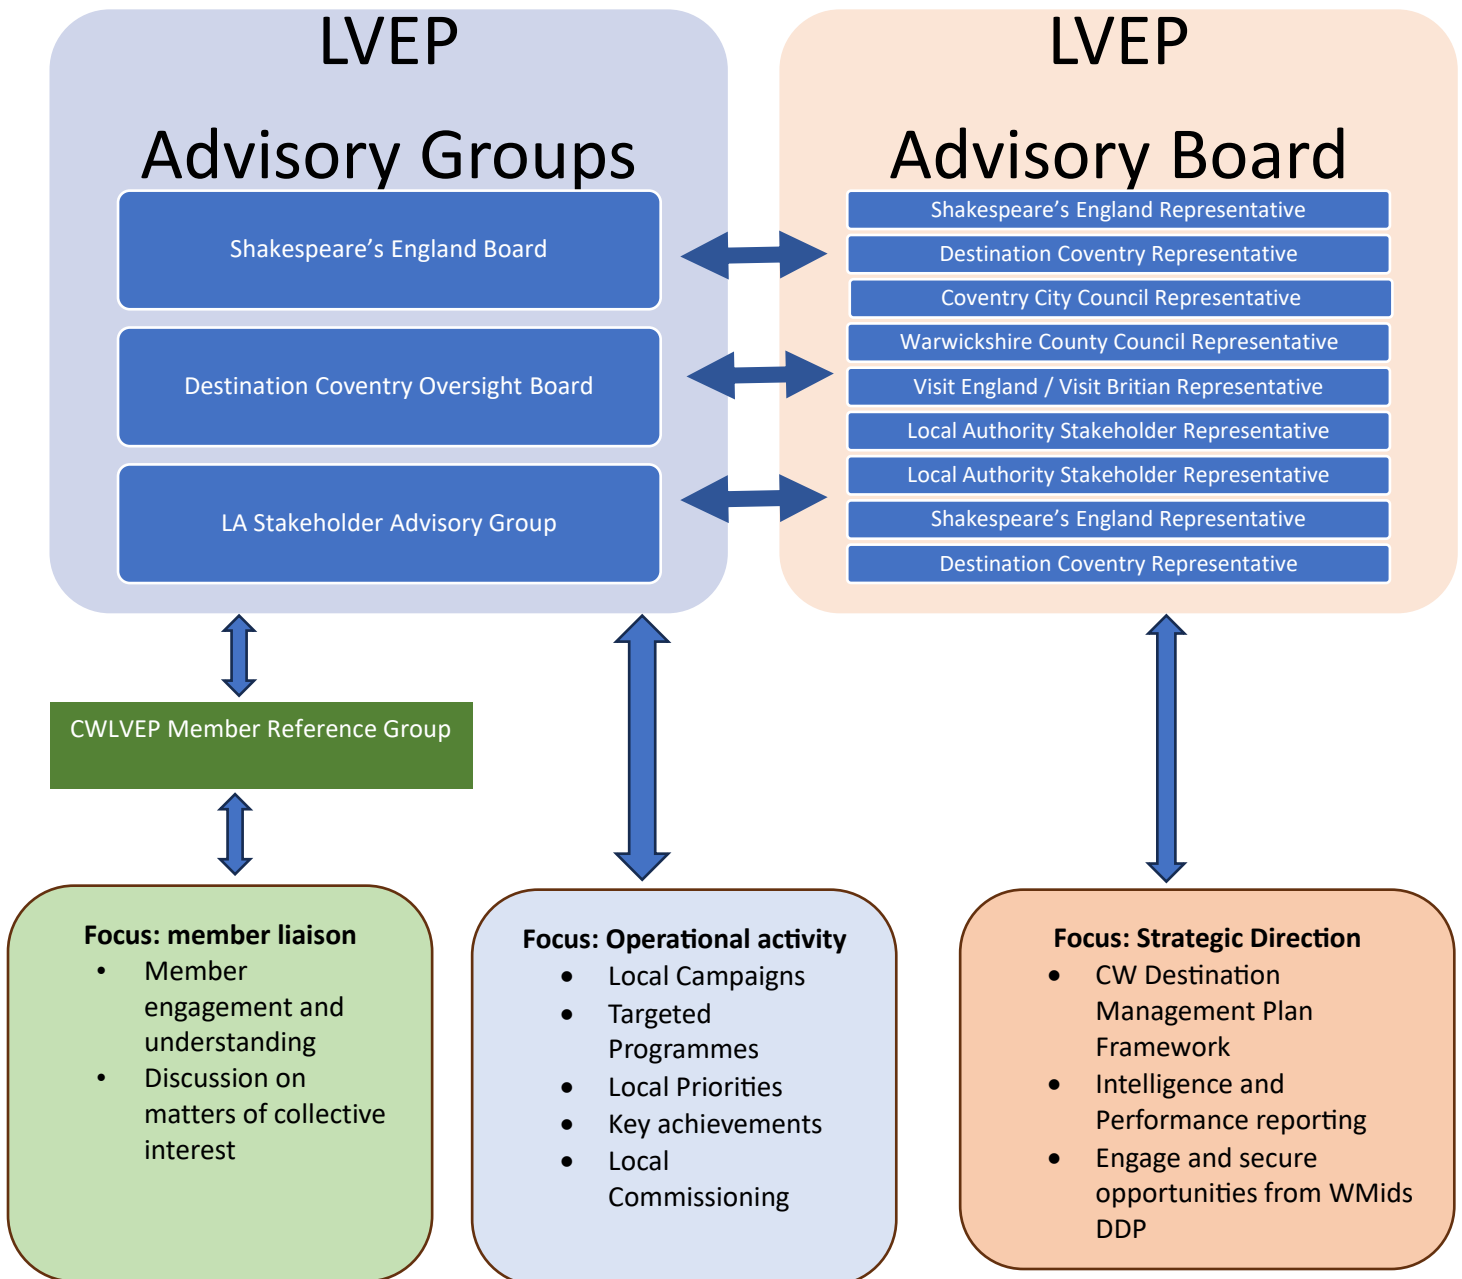 LVEP
Advisory Groups
Shakespeare’s England Board
Destination Coventry Oversight Board
LA Stakeholder Advisory Group
LVEP
Advisory Board
Shakespeare’s England Representative
Destination Coventry Representative
Coventry City Council Representative
Warwickshire County Council Representative
Visit England / Visit Britian Representative
Local Authority Stakeholder Representative
Local Authority Stakeholder Representative
Shakespeare’s England Representative
Destination Coventry Representative
CWLVEP Member Reference Group
Focus: member liaison
• Member
engagement and
understanding
• Discussion on
matters of collective
interest
Focus: Operational activity
• Local Campaigns
• Targeted
Programmes
• Local Priorities
• Key achievements
• Local
Commissioning
Focus: Strategic Direction
• CW Destination
Management Plan
Framework
• Intelligence and
Performance reporting
• Engage and secure
opportunities from WMids
DDP